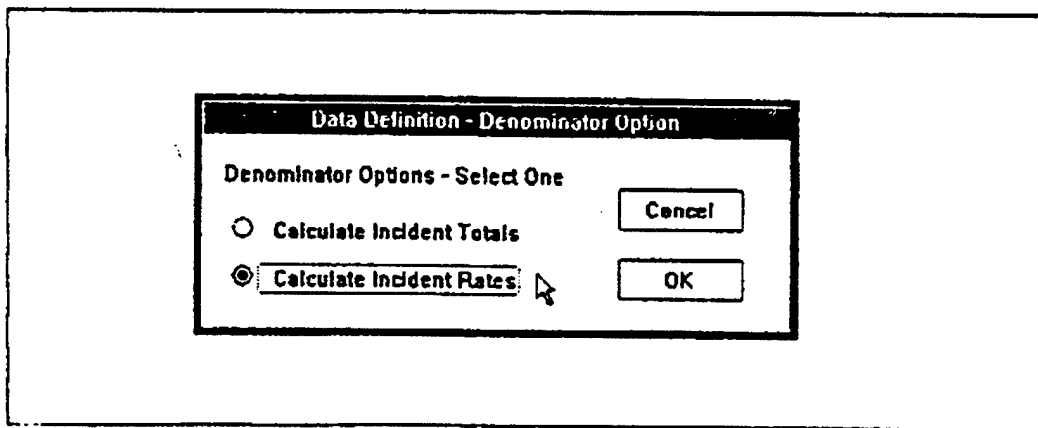 Data Definition - Denominator Option
Denominator Options - Select One
Cancel
Calculate Incident Totals
Calculate Incident Rates
OK